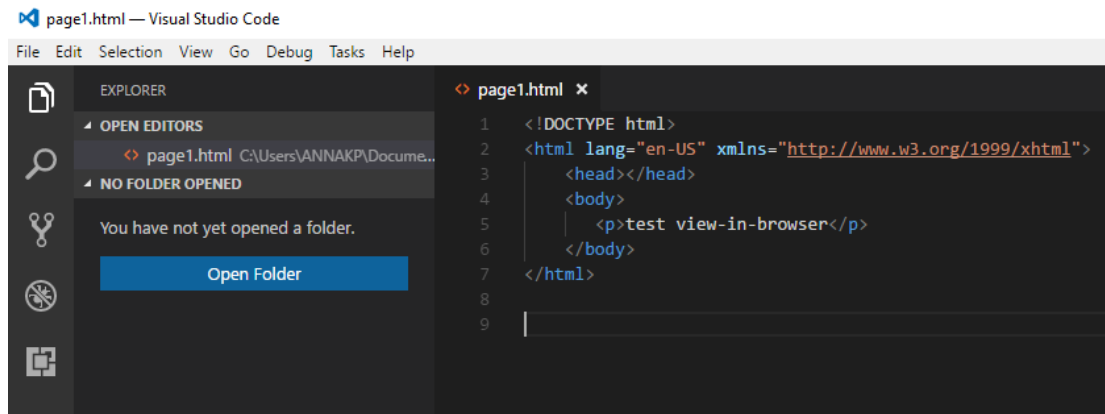 page1.html — Visual Studio Code
File Edit Selection View Go Debug Tasks Help
EXPLORER
OPEN EDITORS
<> page1.html C:\Users\ANNAKP\Docume...
NO FOLDER OPENED
You have not yet opened a folder.
Open Folder
<> page1.html ×
1 <!DOCTYPE html>
2 <html lang="en-US" xmlns="http://www.w3.org/1999/xhtml">
3 <head></head>
4 <body>
5 <p>test view-in-browser</p>
6 </body>
7 </html>
8
9